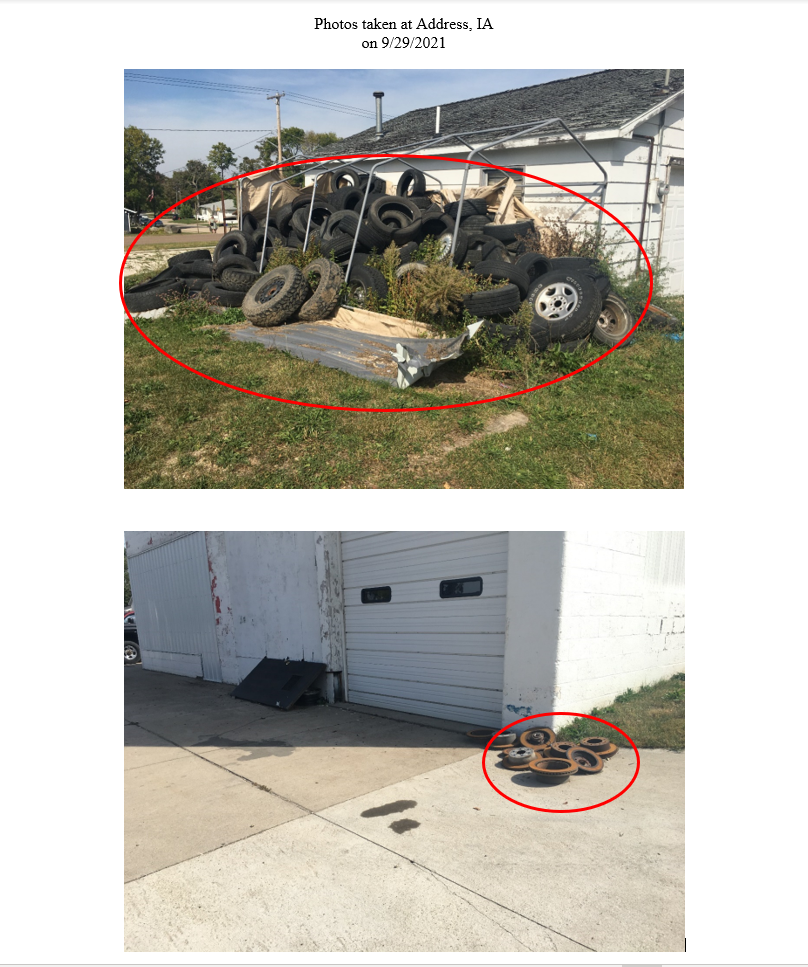 Photos taken at Address, IA
on 9/29/2021